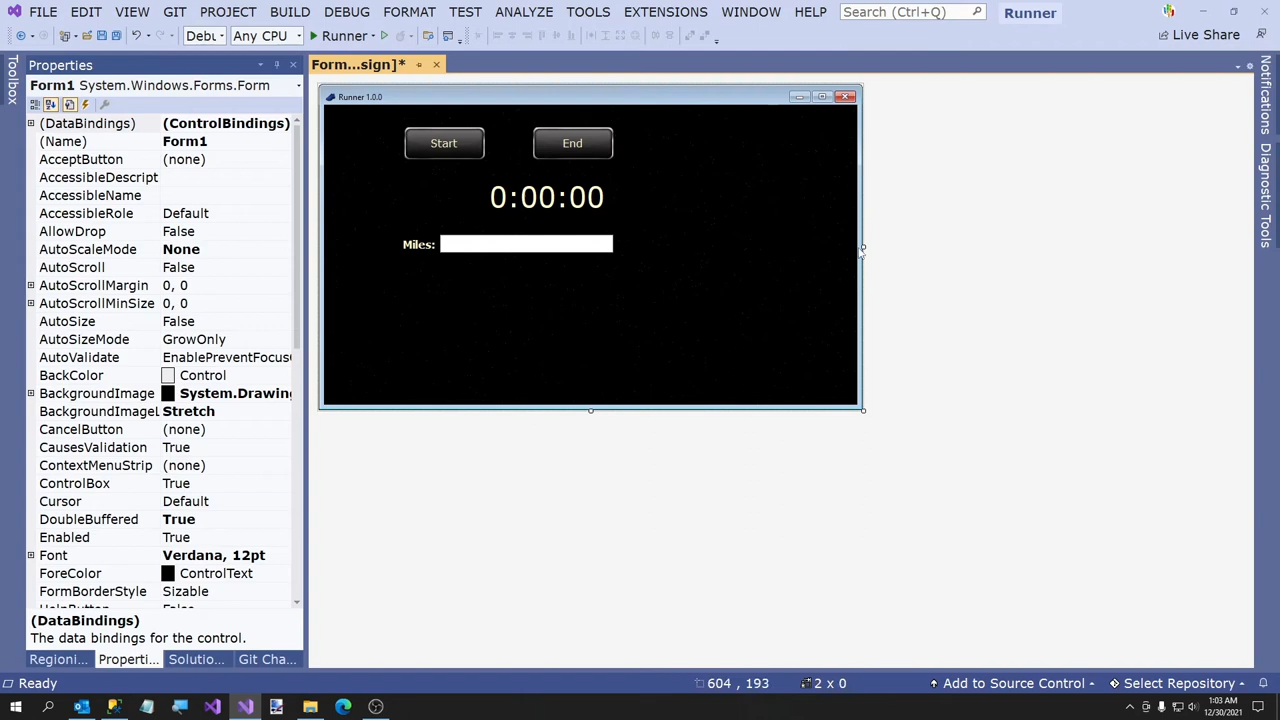 FILE EDIT VIEW GIT PROJECT BUILD DEBUG FORMAT TEST ANALYZE TOOLS EXTENSIONS WINDOW HELP Search (Ctrl+Q) Runner
Debu Any CPU Runner Live Share
Toolbox
Properties
Form...sign]*
Form1 System.Windows.Forms.Form
(DataBindings) (ControlBindings)
(Name) Form1
AcceptButton (none)
AccessibleDescript
AccessibleName
AccessibleRole Default
AllowDrop False
AutoScaleMode None
AutoScroll False
AutoScrollMargin 0, 0
AutoScrollMinSize 0, 0
AutoSize False
AutoSizeMode GrowOnly
AutoValidate EnablePreventFocus
BackColor Control
BackgroundImage System.Drawing
BackgroundImageL Stretch
CancelButton (none)
CausesValidation True
ContextMenuStrip (none)
ControlBox True
Cursor Default
DoubleBuffered True
Enabled True
Font Verdana, 12pt
ForeColor ControlText
FormBorderStyle Sizable
HelpButton False
(DataBindings)
The data bindings for the control.
Regioni... Properti... Solutio... Git Cha...
Runner 1.0.0
Start End
0:00:00
Miles:
Notifications
Diagnostic Tools
Ready 604 , 193 2 x 0 Add to Source Control Select Repository
1:03 AM
12/30/2021